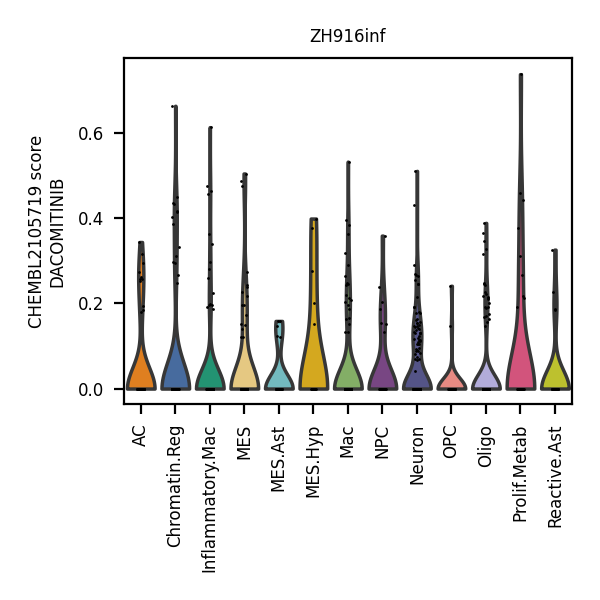 ZH916inf
CHEMBL2105719 score
DACOMITINIB
0.6
0.4
0.2
0.0
AC
Chromatin.Reg
Inflammatory.Mac
MES
MES.Ast
MES.Hyp
Mac
NPC
Neuron
OPC
Oligo
Prolif.Metab
Reactive.Ast